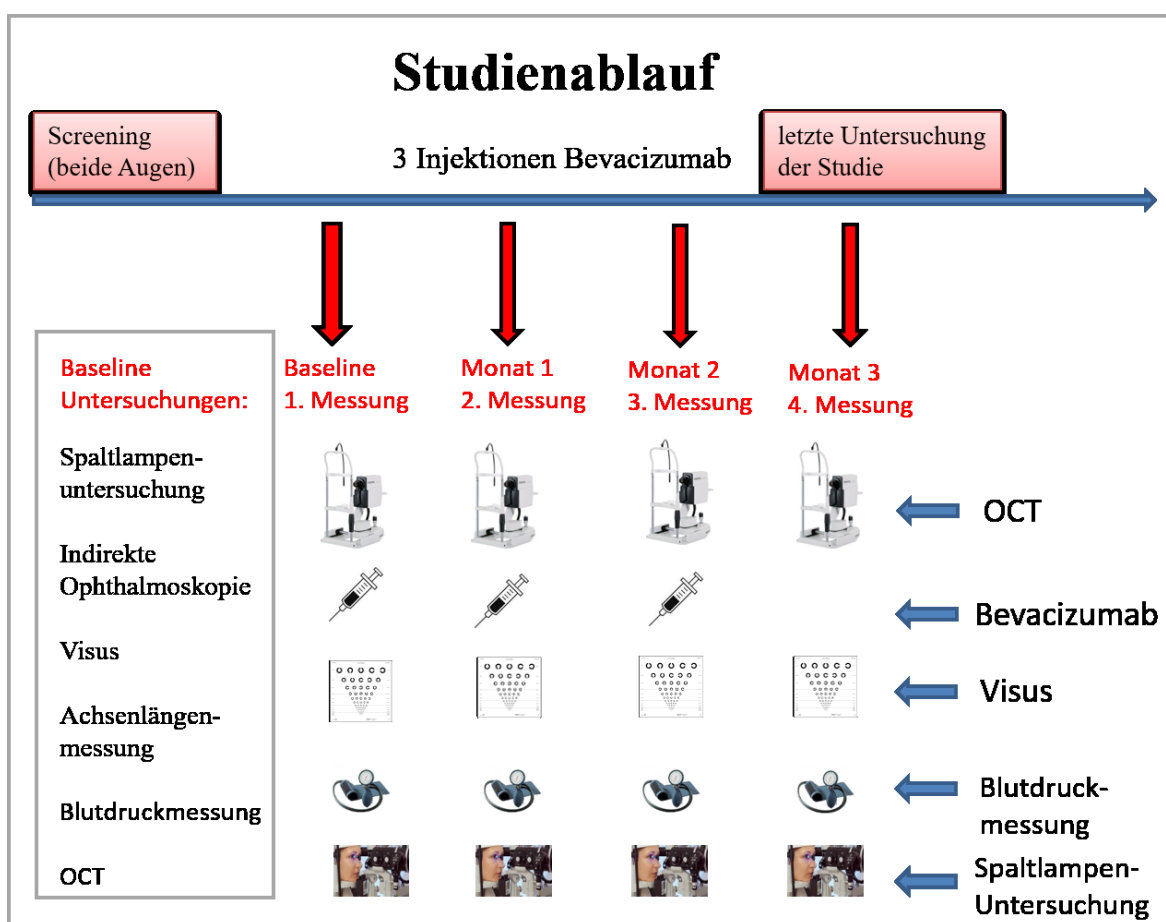 Studienablauf
Screening
(beide Augen)
3 Injektionen Bevacizumab
letzte Untersuchung
der Studie
Baseline
Untersuchungen:
Spaltlampen-
untersuchung
Indirekte
Ophthalmoskopie
Visus
Achsenlängen-
messung
Blutdruckmessung
OCT
Baseline
1. Messung
Monat 1
2. Messung
Monat 2
3. Messung
Monat 3
4. Messung
OCT
Bevacizumab
Visus
Blutdruck-
messung
Spaltlampen-
Untersuchung